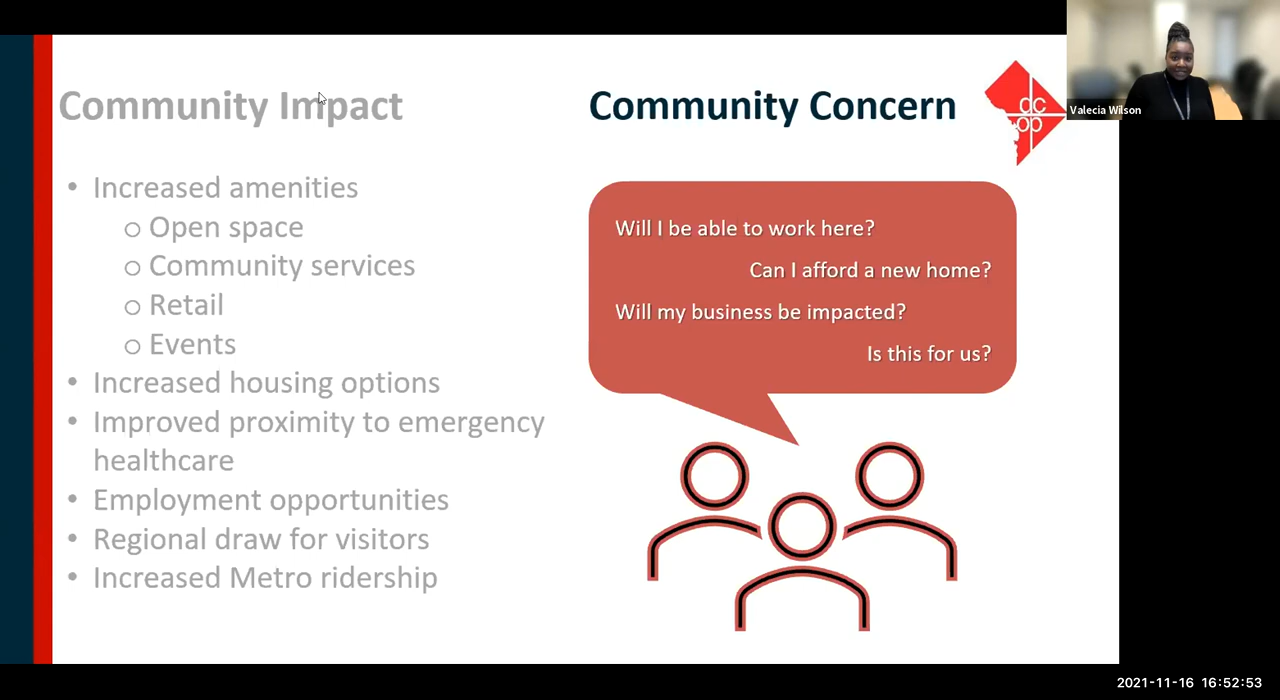 Community Impact
• Increased amenities
o Open space
o Community services
o Retail
o Events
• Increased housing options
• Improved proximity to emergency
healthcare
• Employment opportunities
• Regional draw for visitors
• Increased Metro ridership
Community Concern
dc
op
Will I be able to work here?
Can I afford a new home?
Will my business be impacted?
Is this for us?
Valecia Wilson
2021-11-16 16:52:53